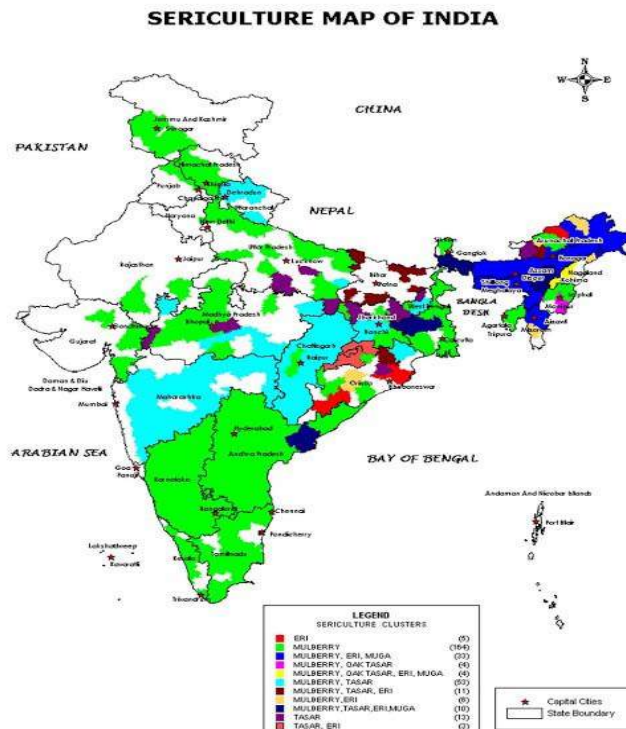 SERICULTURE MAP OF INDIA
N
W
E
S
CHINA
PAKISTAN
NEPAL
Jammu And Kashmir
Srinagar
Himachal Pradesh
Shimla
Punjab
Chandigarh
Dehradun
Uttaranchal
Haryana
New Delhi
Rajasthan
Jaipur
Uttar Pradesh
Lucknow
Sikkim
Gangtok
Arunachal Pradesh
Assam
Dispur
Nagaland
Kohima
Shillong
Meghalaya
Imphal
Manipur
Bihar
Patna
BANGLA
DESH
Agartala
Tripura
Aizawl
Gujarat
Madhya Pradesh
Bhopal
Jharkhand
Ranchi
West
Calcutta
Chattisgarh
Raipur
Orissa
Bhubaneswar
Daman & Diu
Dadra & Nagar Haveli
Mumbai
Maharashtra
ARABIAN SEA
Hyderabad
Andhra Pradesh
BAY OF BENGAL
Goa
Panaji
Karnataka
Bangalore
Chennai
Pondicherry
Andaman And Nicobar Islands
Port Blair
Lakshadweep
Kavaratti
Kerala
Tamilnadu
Trivandrum
LEGEND
SERICULTURE CLUSTERS
ERI (5)
MULBERRY (164)
MULBERRY, ERI, MUGA (33)
MULBERRY, OAK TASAR (4)
MULBERRY, OAK TASAR, ERI, MUGA (4)
MULBERRY, TASAR (53)
MULBERRY, TASAR, ERI (11)
MULBERRY,ERI (8)
MULBERRY,TASAR,ERI,MUGA (10)
TASAR (13)
TASAR, ERI (2)
Capital Cities
State Boundary